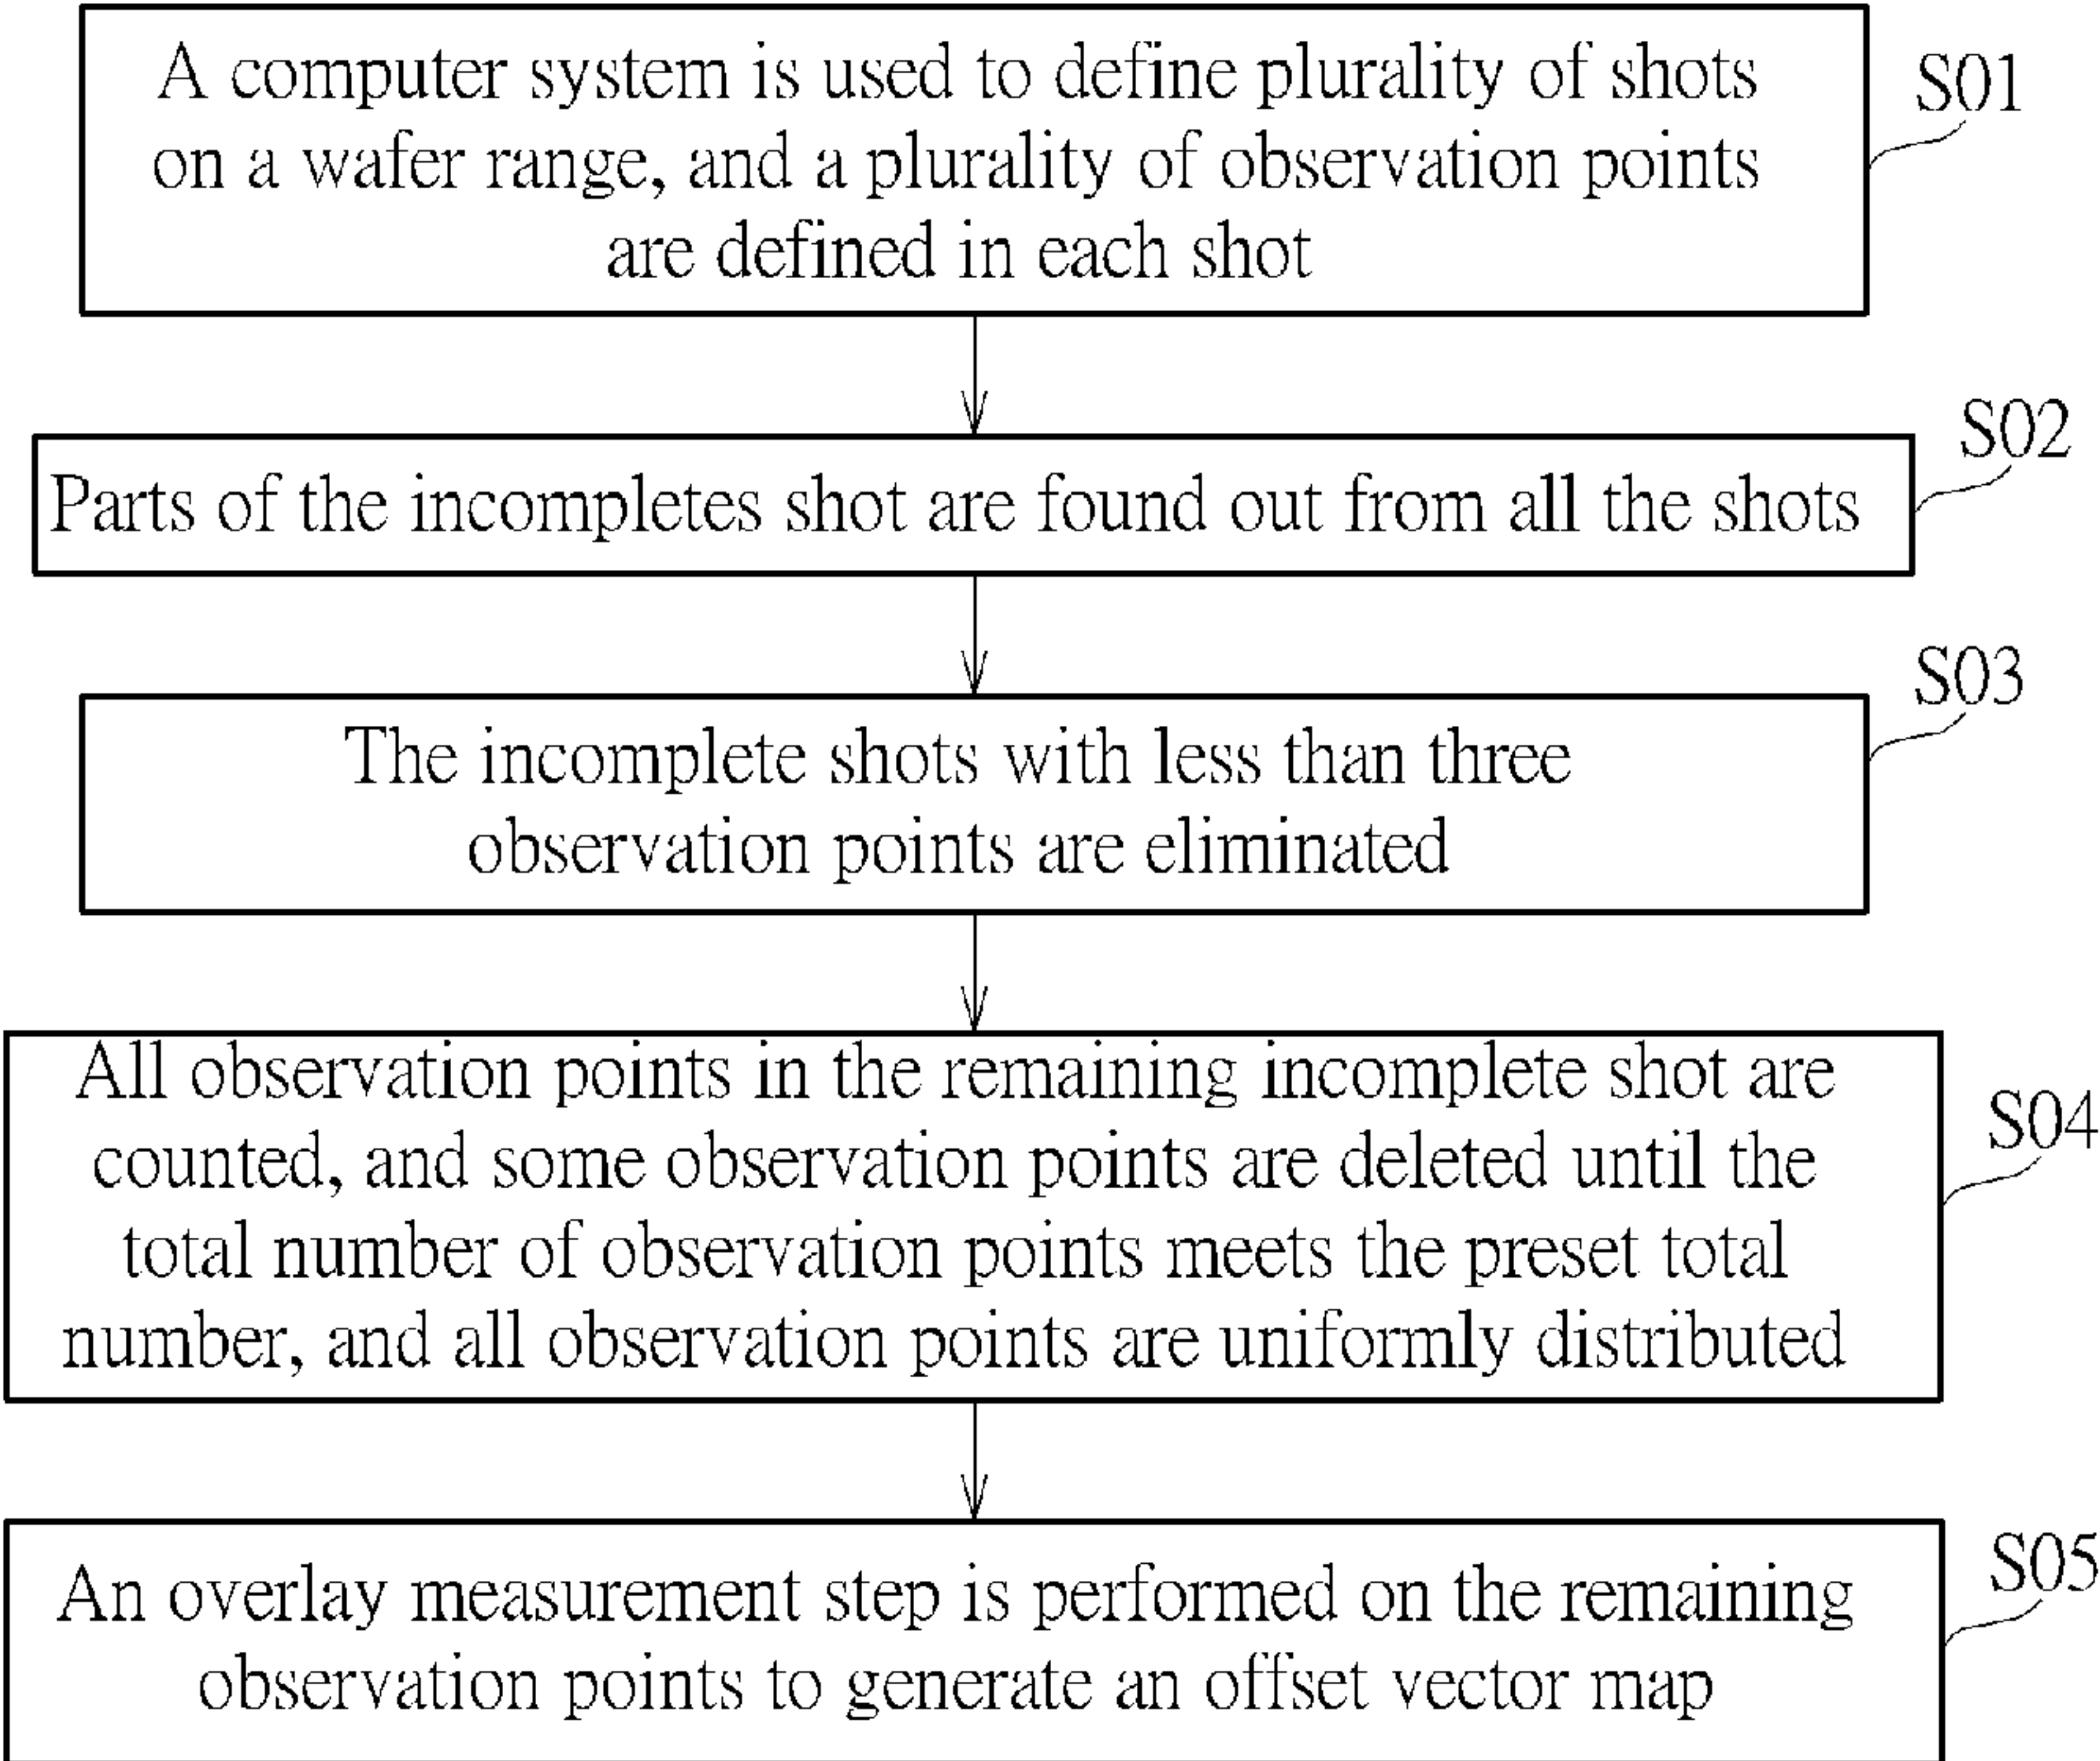 A computer system is used to define plurality of shots
on a wafer range, and a plurality of observation points
are defined in each shot
S01
Parts of the incompletes shot are found out from all the shots
S02
The incomplete shots with less than three
observation points are eliminated
S03
All observation points in the remaining incomplete shot are
counted, and some observation points are deleted until the
total number of observation points meets the preset total
number, and all observation points are uniformly distributed
S04
An overlay measurement step is performed on the remaining
observation points to generate an offset vector map
S05